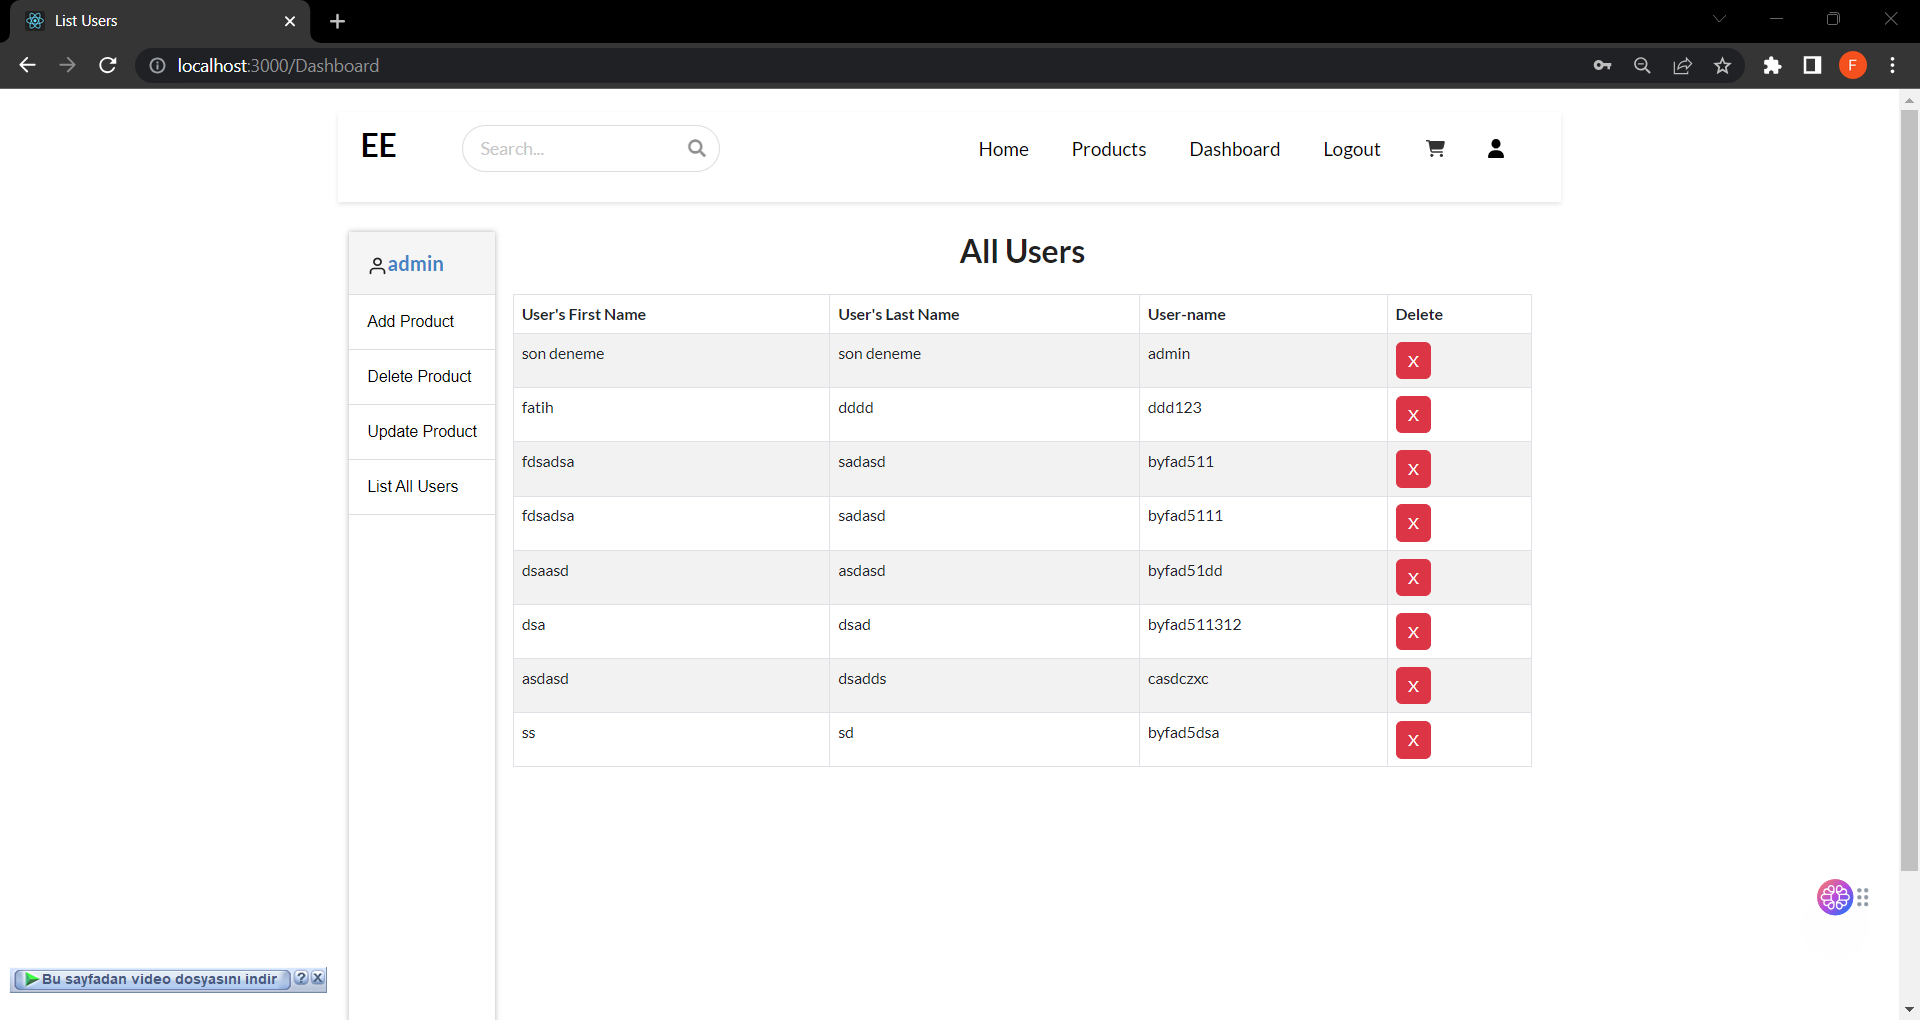 List Users
localhost:3000/Dashboard
F
EE
Search...
Home
Products
Dashboard
Logout
admin
Add Product
Delete Product
Update Product
List All Users
All Users
User's First Name User's Last Name User-name Delete
son deneme son deneme admin X
fatih dddd ddd123 X
fdsadsa sadasd byfad511 X
fdsadsa sadasd byfad5111 X
dsaasd asdasd byfad51dd X
dsa dsad byfad511312 X
asdasd dsadds casdczxc X
ss sd byfad5dsa X
Bu sayfadan video dosyasını indir ?